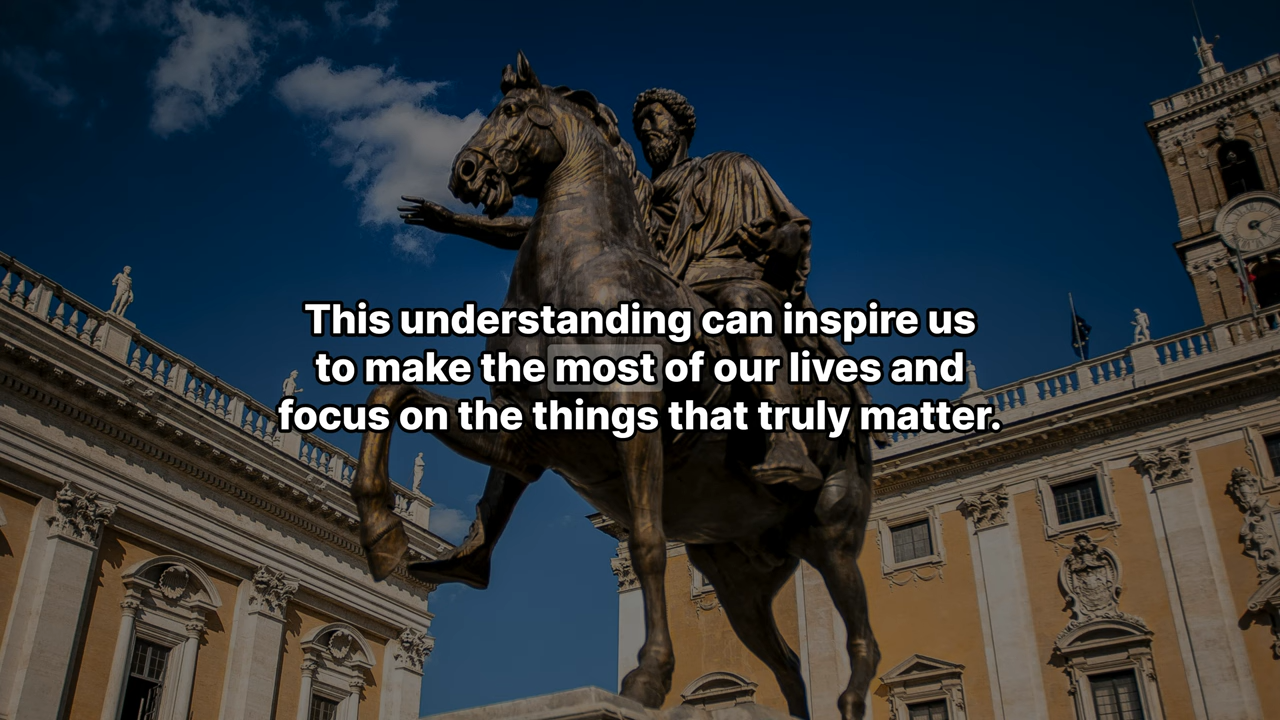 This understanding can inspire us
to make the most of our lives and
focus on the things that truly matter.